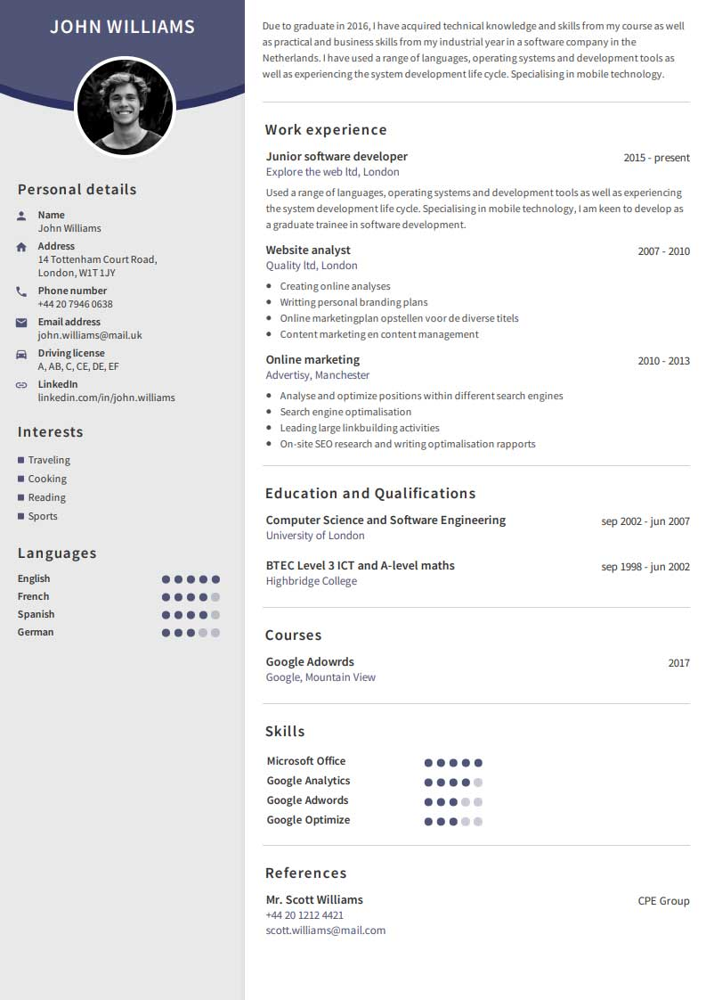 JOHN WILLIAMS
Personal details
Name
John Williams
Address
14 Tottenham Court Road,
London, W1T 1JY
Phone number
+44 20 7946 0638
Email address
john.williams@mail.uk
Driving license
A, AB, C, CE, DE, EF
LinkedIn
linkedin.com/in/john.williams
Interests
Traveling
Cooking
Reading
Sports
Languages
English
French
Spanish
German
Due to graduate in 2016, I have acquired technical knowledge and skills from my course as well
as practical and business skills from my industrial year in a software company in the
Netherlands. I have used a range of languages, operating systems and development tools as
well as experiencing the system development life cycle. Specialising in mobile technology.
Work experience
Junior software developer 2015 - present
Explore the web ltd, London
Used a range of languages, operating systems and development tools as well as experiencing
the system development life cycle. Specialising in mobile technology, I am keen to develop as
a graduate trainee in software development.
Website analyst 2007 - 2010
Quality ltd, London
• Creating online analyses
• Writting personal branding plans
• Online marketingplan opstellen voor de diverse titels
• Content marketing en content management
Online marketing 2010 - 2013
Advertisy, Manchester
• Analyse and optimize positions within different search engines
• Search engine optimalisation
• Leading large linkbuilding activities
• On-site SEO research and writing optimalisation rapports
Education and Qualifications
Computer Science and Software Engineering sep 2002 - jun 2007
University of London
BTEC Level 3 ICT and A-level maths sep 1998 - jun 2002
Highbridge College
Courses
Google Adowrds 2017
Google, Mountain View
Skills
Microsoft Office
Google Analytics
Google Adwords
Google Optimize
References
Mr. Scott Williams CPE Group
+44 20 1212 4421
scott.williams@mail.com